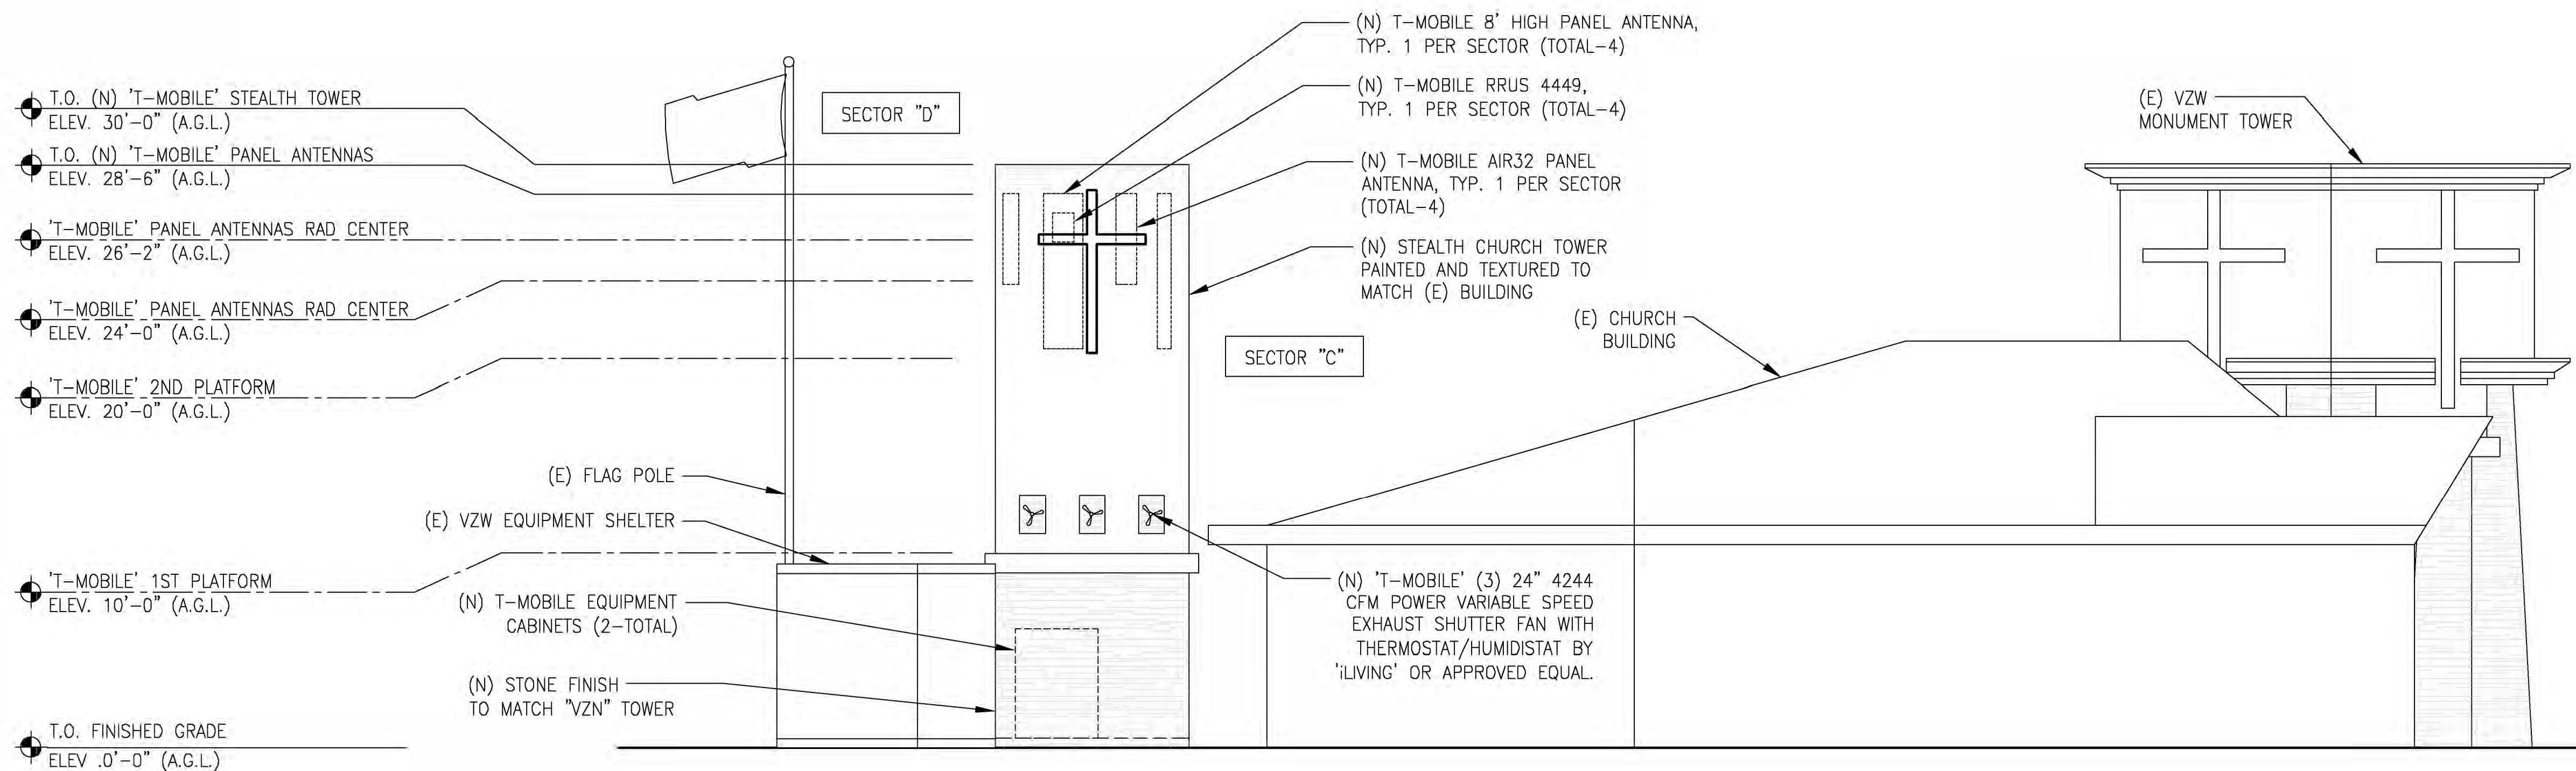 T.O. (N) 'T-MOBILE' STEALTH TOWER
ELEV. 30'-0" (A.G.L.)
T.O. (N) 'T-MOBILE' PANEL ANTENNAS
ELEV. 28'-6" (A.G.L.)
'T-MOBILE' PANEL ANTENNAS RAD CENTER
ELEV. 26'-2" (A.G.L.)
'T-MOBILE' PANEL ANTENNAS RAD CENTER
ELEV. 24'-0" (A.G.L.)
'T-MOBILE' 2ND PLATFORM
ELEV. 20'-0" (A.G.L.)
'T-MOBILE' 1ST PLATFORM
ELEV. 10'-0" (A.G.L.)
T.O. FINISHED GRADE
ELEV .0'-0" (A.G.L.)
SECTOR "D"
(E) FLAG POLE
(E) VZW EQUIPMENT SHELTER
(N) T-MOBILE EQUIPMENT
CABINETS (2-TOTAL)
(N) STONE FINISH
TO MATCH "VZN" TOWER
(N) T-MOBILE 8' HIGH PANEL ANTENNA,
TYP. 1 PER SECTOR (TOTAL-4)
(N) T-MOBILE RRUS 4449,
TYP. 1 PER SECTOR (TOTAL-4)
(N) T-MOBILE AIR32 PANEL
ANTENNA, TYP. 1 PER SECTOR
(TOTAL-4)
(N) STEALTH CHURCH TOWER
PAINTED AND TEXTURED TO
MATCH (E) BUILDING
SECTOR "C"
(E) CHURCH
BUILDING
(N) 'T-MOBILE' (3) 24" 4244
CFM POWER VARIABLE SPEED
EXHAUST SHUTTER FAN WITH
THERMOSTAT/HUMIDISTAT BY
'iLIVING' OR APPROVED EQUAL.
(E) VZW
MONUMENT TOWER